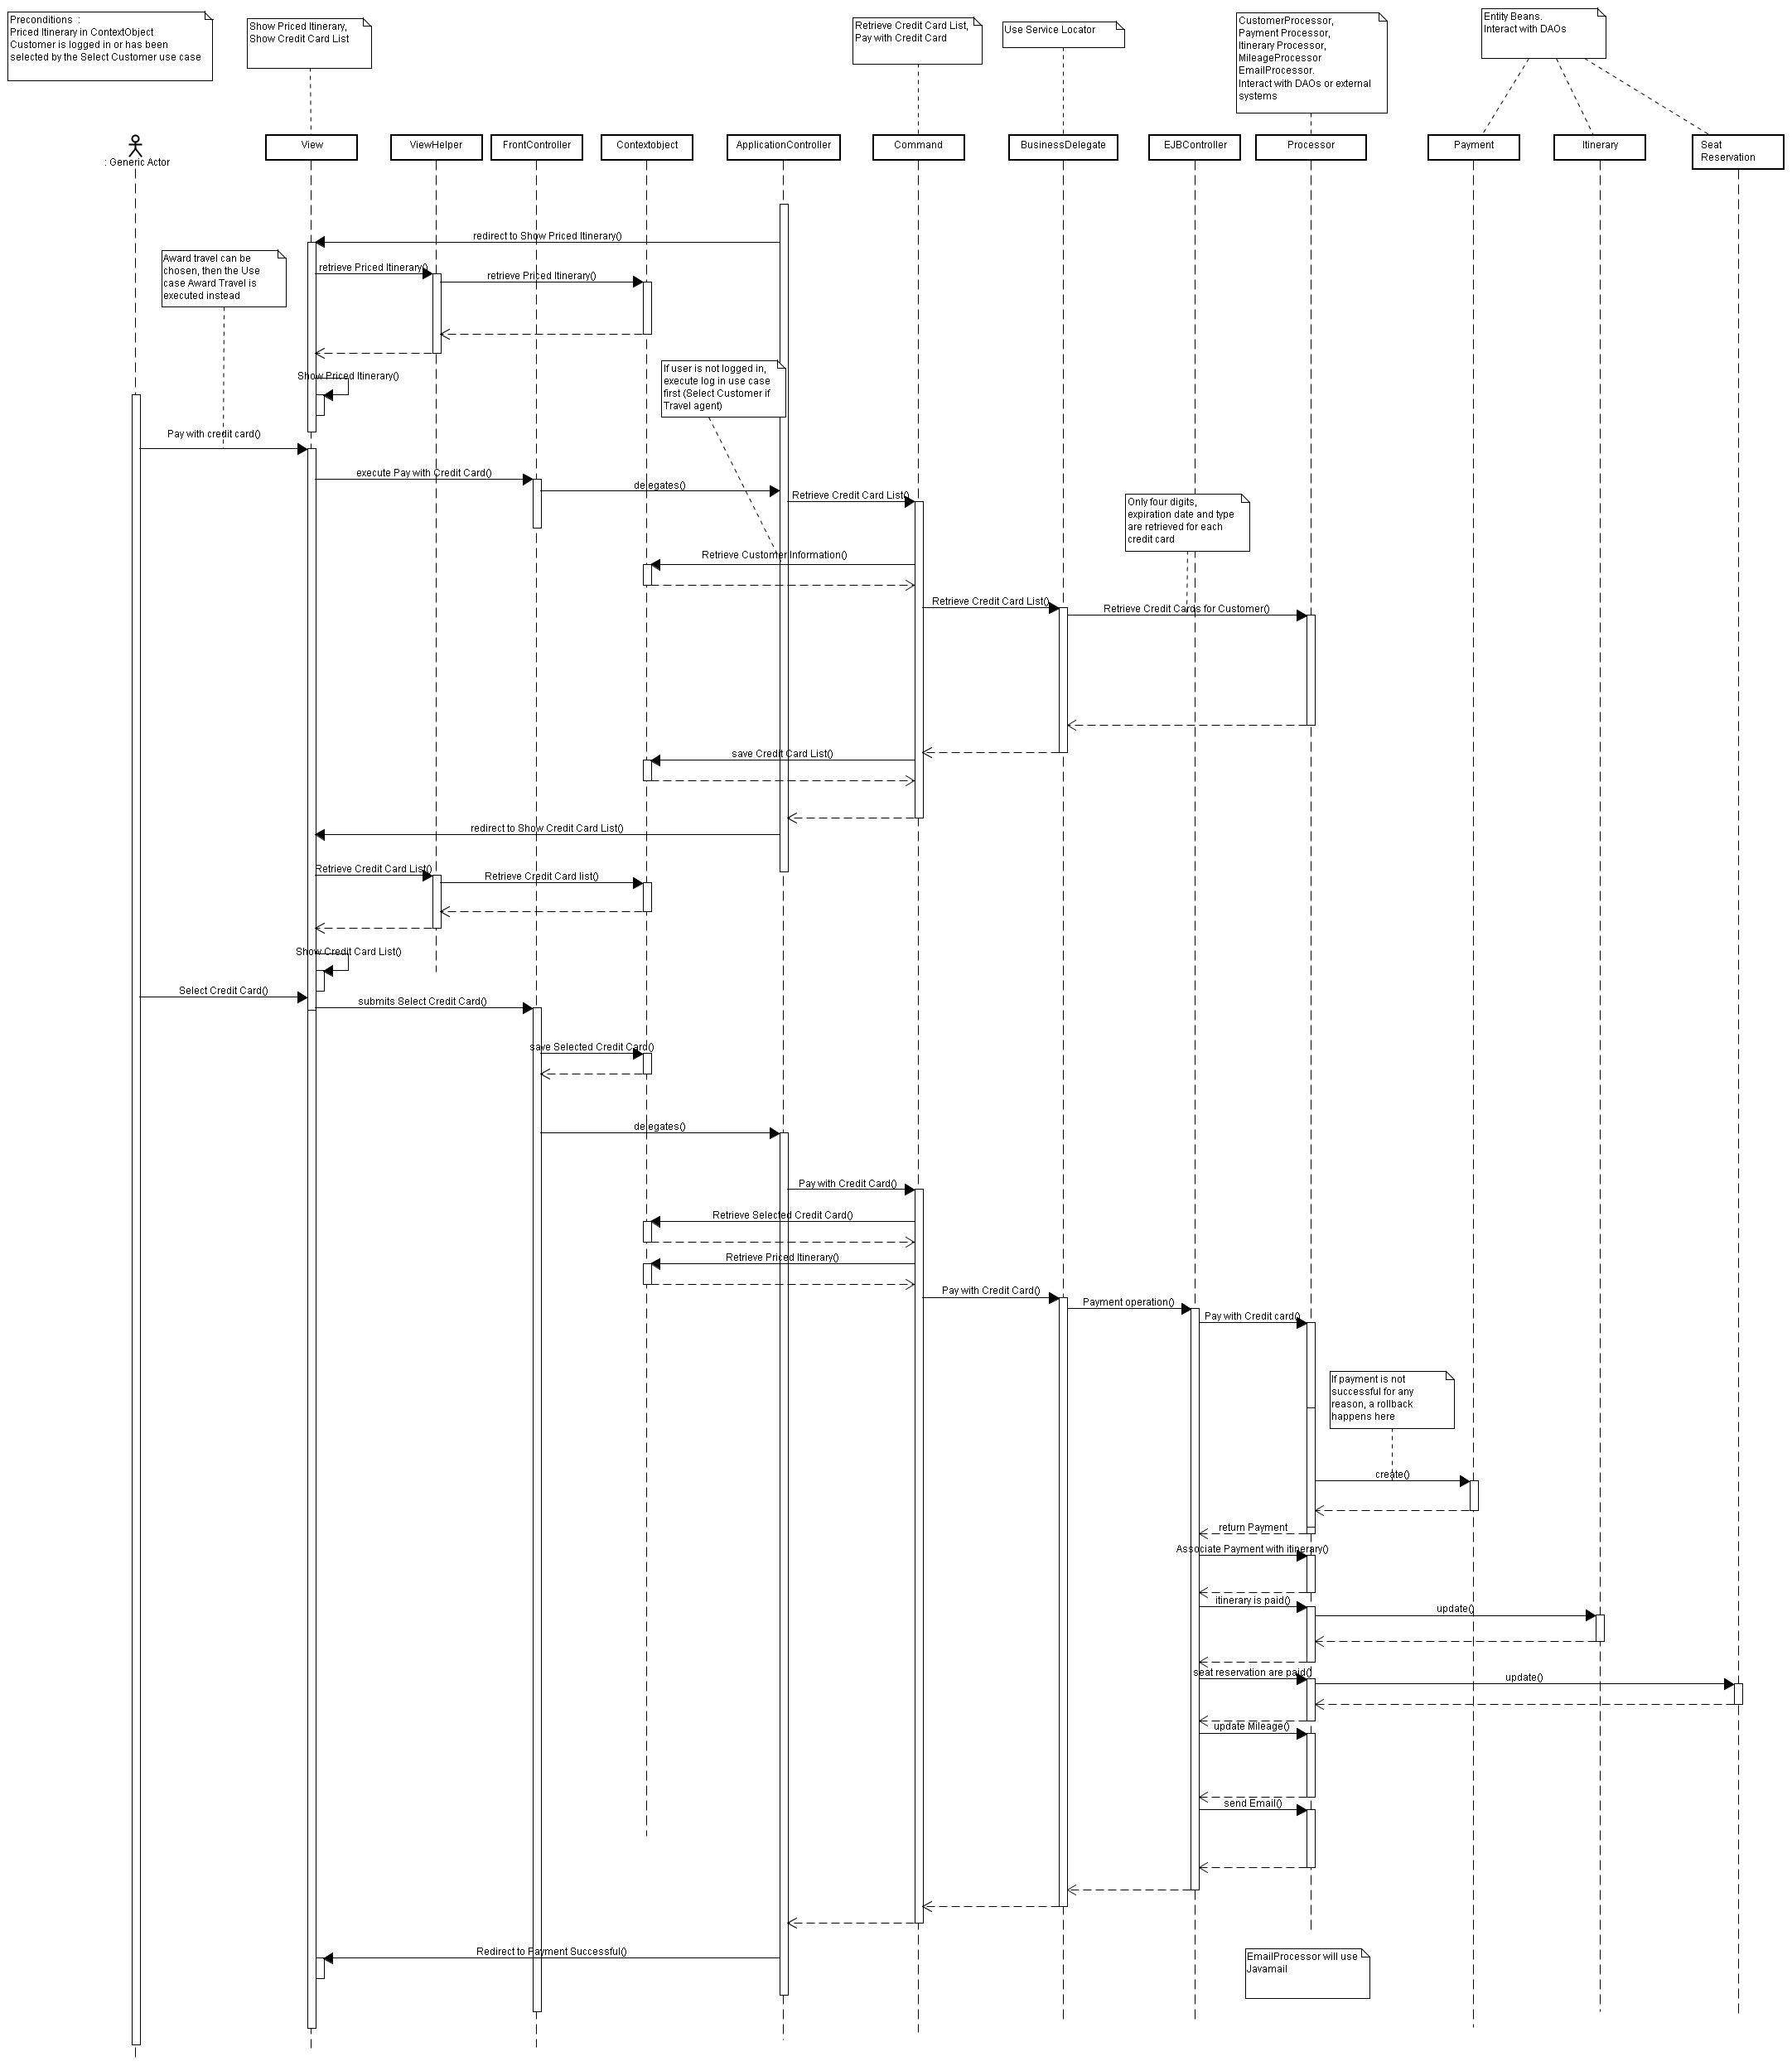 Preconditions  :
Priced Itinerary in ContextObject
Customer is logged in or has been
selected by the Select Customer use case
Show Priced Itinerary,
Show Credit Card List
Retrieve Credit Card List,
Pay with Credit Card
Use Service Locator
CustomerProcessor,
Payment Processor,
Itinerary Processor,
MileageProcessor
EmailProcessor.
Interact with DAOs or external
systems
Entity Beans.
Interact with DAOs
: Generic Actor
View
ViewHelper
FrontController
Contextobject
ApplicationController
Command
BusinessDelegate
EJBController
Processor
Payment
Itinerary
Seat
Reservation
redirect to Show Priced Itinerary()
Award travel can be
chosen, then the Use
case Award Travel is
executed instead
retrieve Priced Itinerary()
retrieve Priced Itinerary()
Show Priced Itinerary()
If user is not logged in,
execute log in use case
first (Select Customer if
Travel agent)
Pay with credit card()
execute Pay with Credit Card()
delegates()
Retrieve Credit Card List()
Only four digits,
expiration date and type
are retrieved for each
credit card
Retrieve Customer Information()
Retrieve Credit Card List()
Retrieve Credit Cards for Customer()
save Credit Card List()
redirect to Show Credit Card List()
Retrieve Credit Card List()
Retrieve Credit Card list()
Show Credit Card List()
Select Credit Card()
submits Select Credit Card()
save Selected Credit Card()
delegates()
Pay with Credit Card()
Retrieve Selected Credit Card()
Retrieve Priced Itinerary()
Pay with Credit Card()
Payment operation()
Pay with Credit card()
If payment is not
successful for any
reason, a rollback
happens here
create()
return Payment
Associate Payment with itinerary()
itinerary is paid()
update()
seat reservation are paid()
update()
update Mileage()
send Email()
Redirect to Payment Successful()
EmailProcessor will use
Javamail